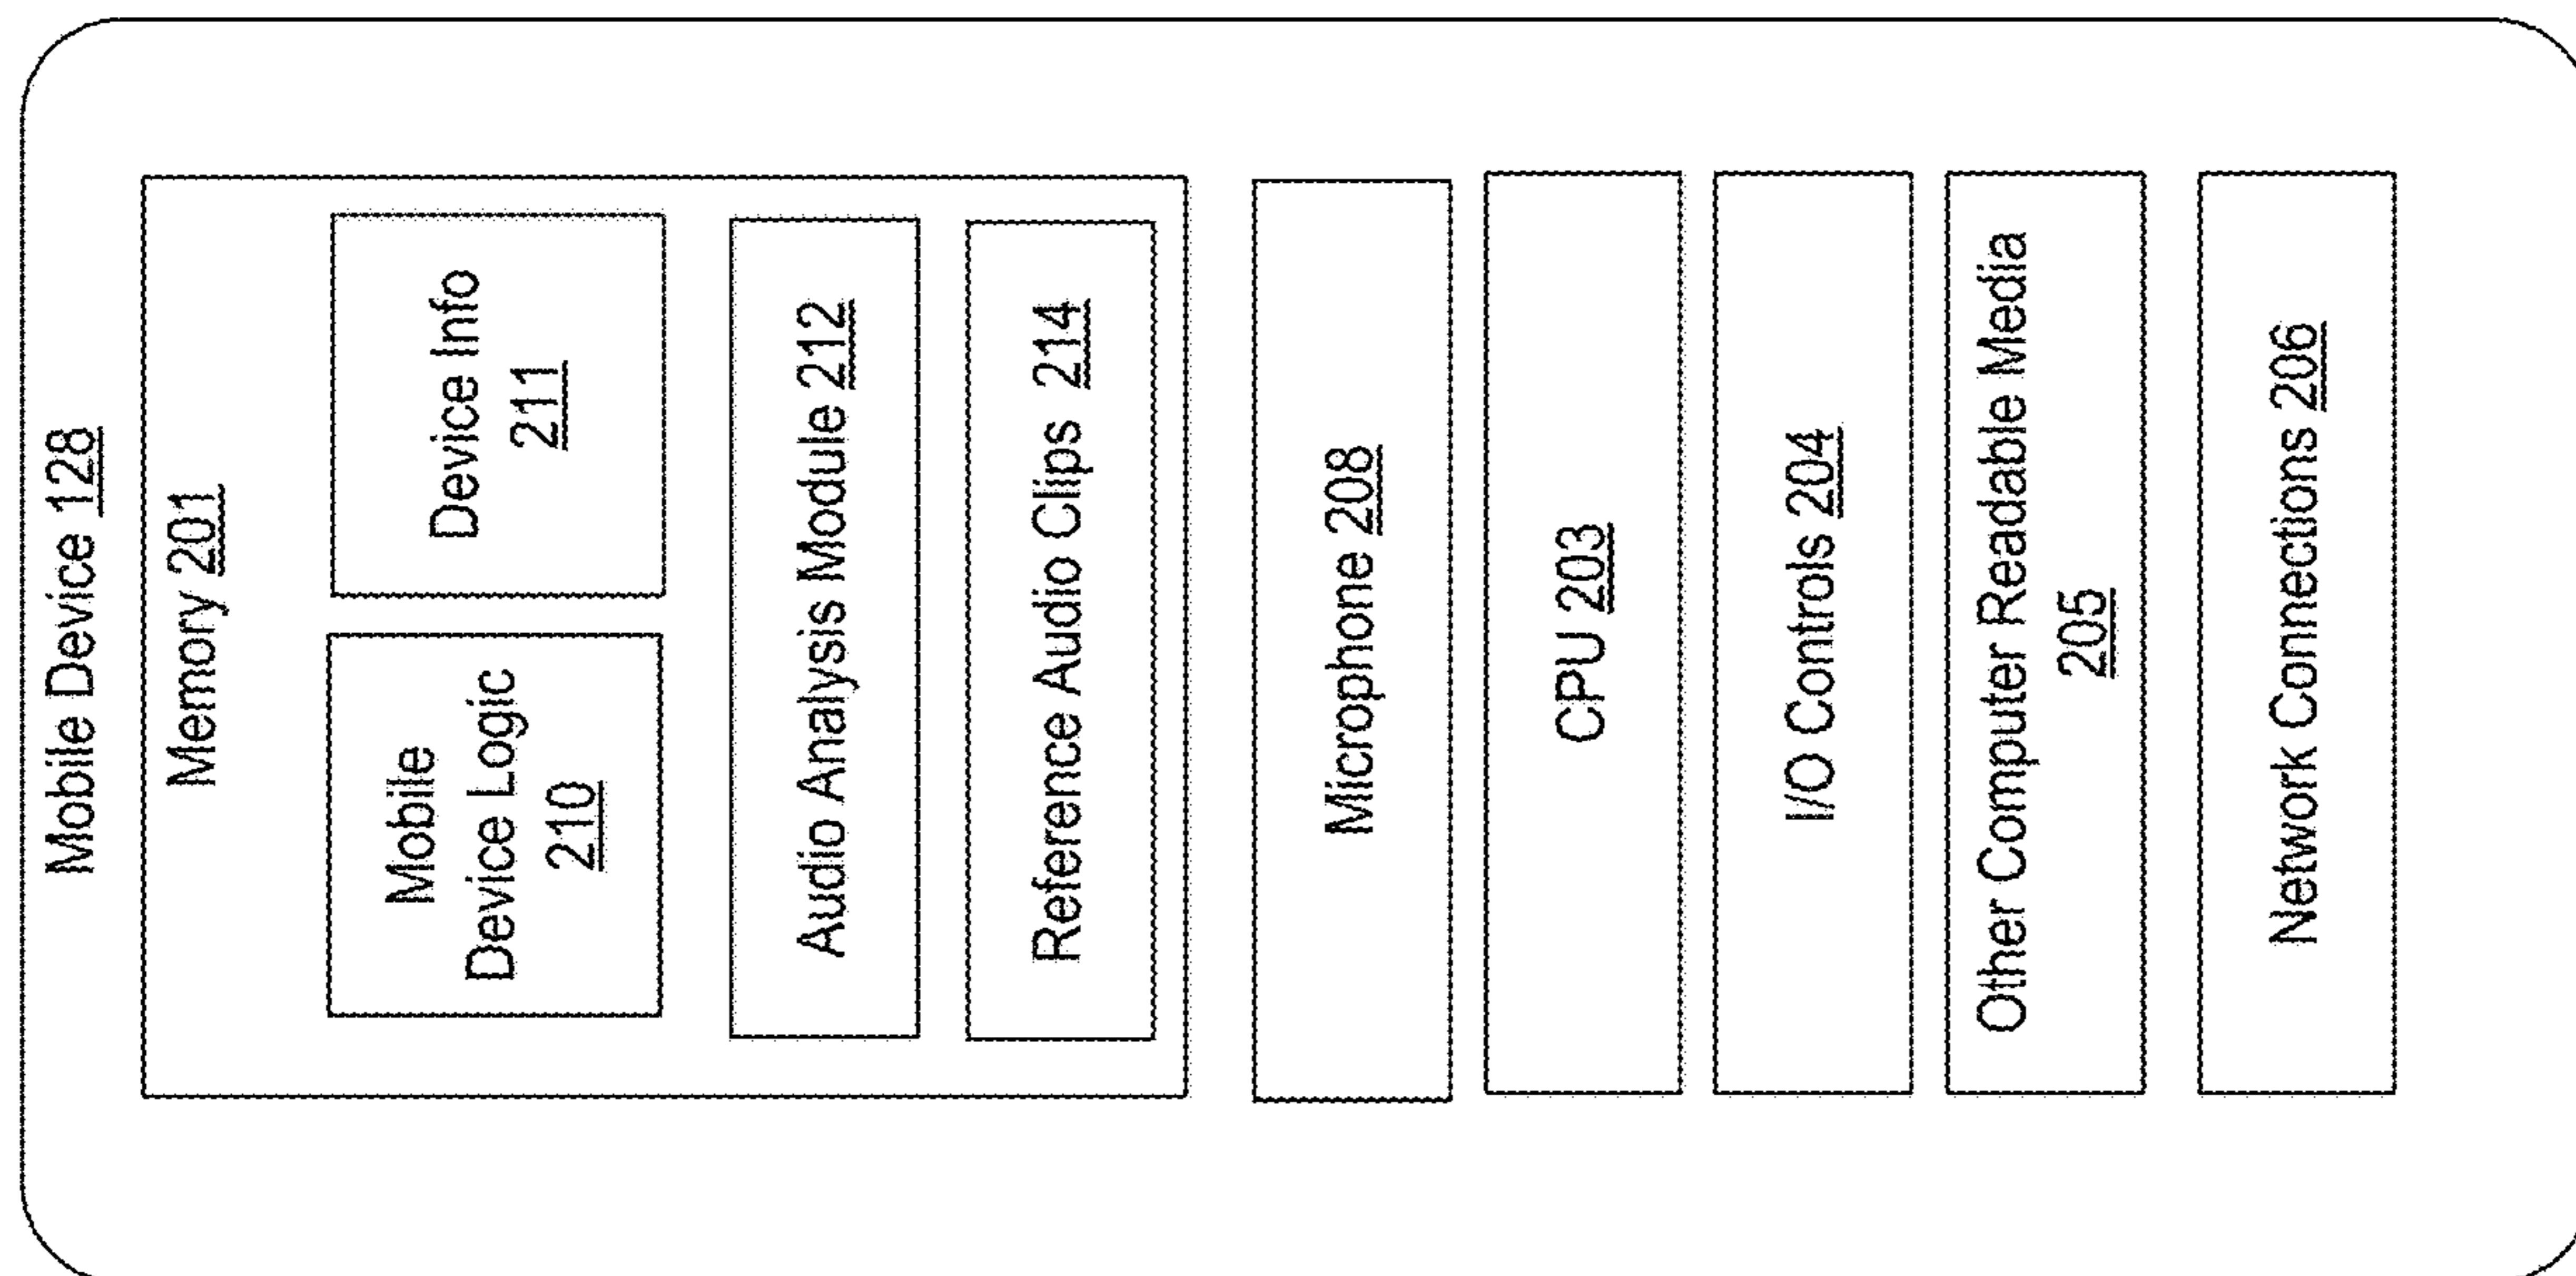 Mobile Device 128
Memory 201
Mobile
Device Logic
210
Device Info
211
Audio Analysis Module 212
Reference Audio Clips 214
Microphone 208
CPU 203
I/O Controls 204
Other Computer Readable Media
205
Network Connections 206